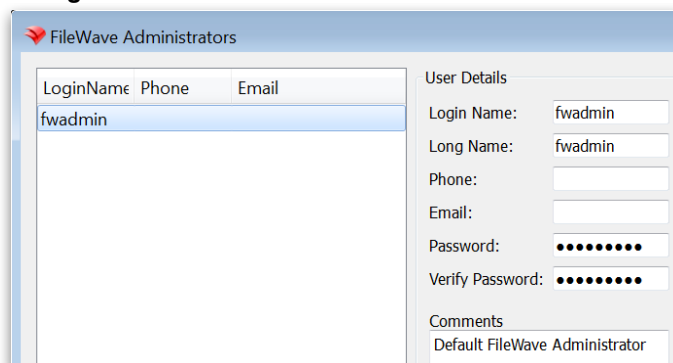 FileWave Administrators
LoginName Phone Email
fwadmin
User Details
Login Name: fwadmin
Long Name: fwadmin
Phone:
Email:
Password: ●●●●●●●●●
Verify Password: ●●●●●●●●●
Comments
Default FileWave Administrator